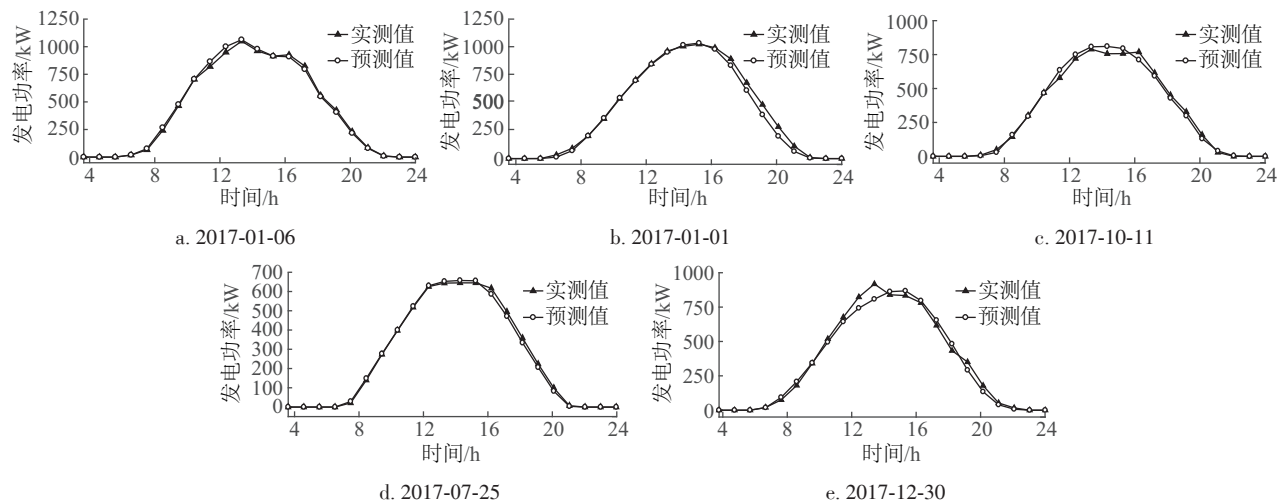 发电功率/kW
1250
1000
750
500
250
0
4 8 12 16 20 24
时间/h
实测值
预测值
a. 2017-01-06
发电功率/kW
1250
1000
750
500
250
0
4 8 12 16 20 24
时间/h
实测值
预测值
b. 2017-01-01
发电功率/kW
1000
750
500
250
0
4 8 12 16 20 24
时间/h
实测值
预测值
c. 2017-10-11
发电功率/kW
700
600
500
400
300
200
100
0
4 8 12 16 20 24
时间/h
实测值
预测值
d. 2017-07-25
发电功率/kW
1000
750
500
250
0
4 8 12 16 20 24
时间/h
实测值
预测值
e. 2017-12-30